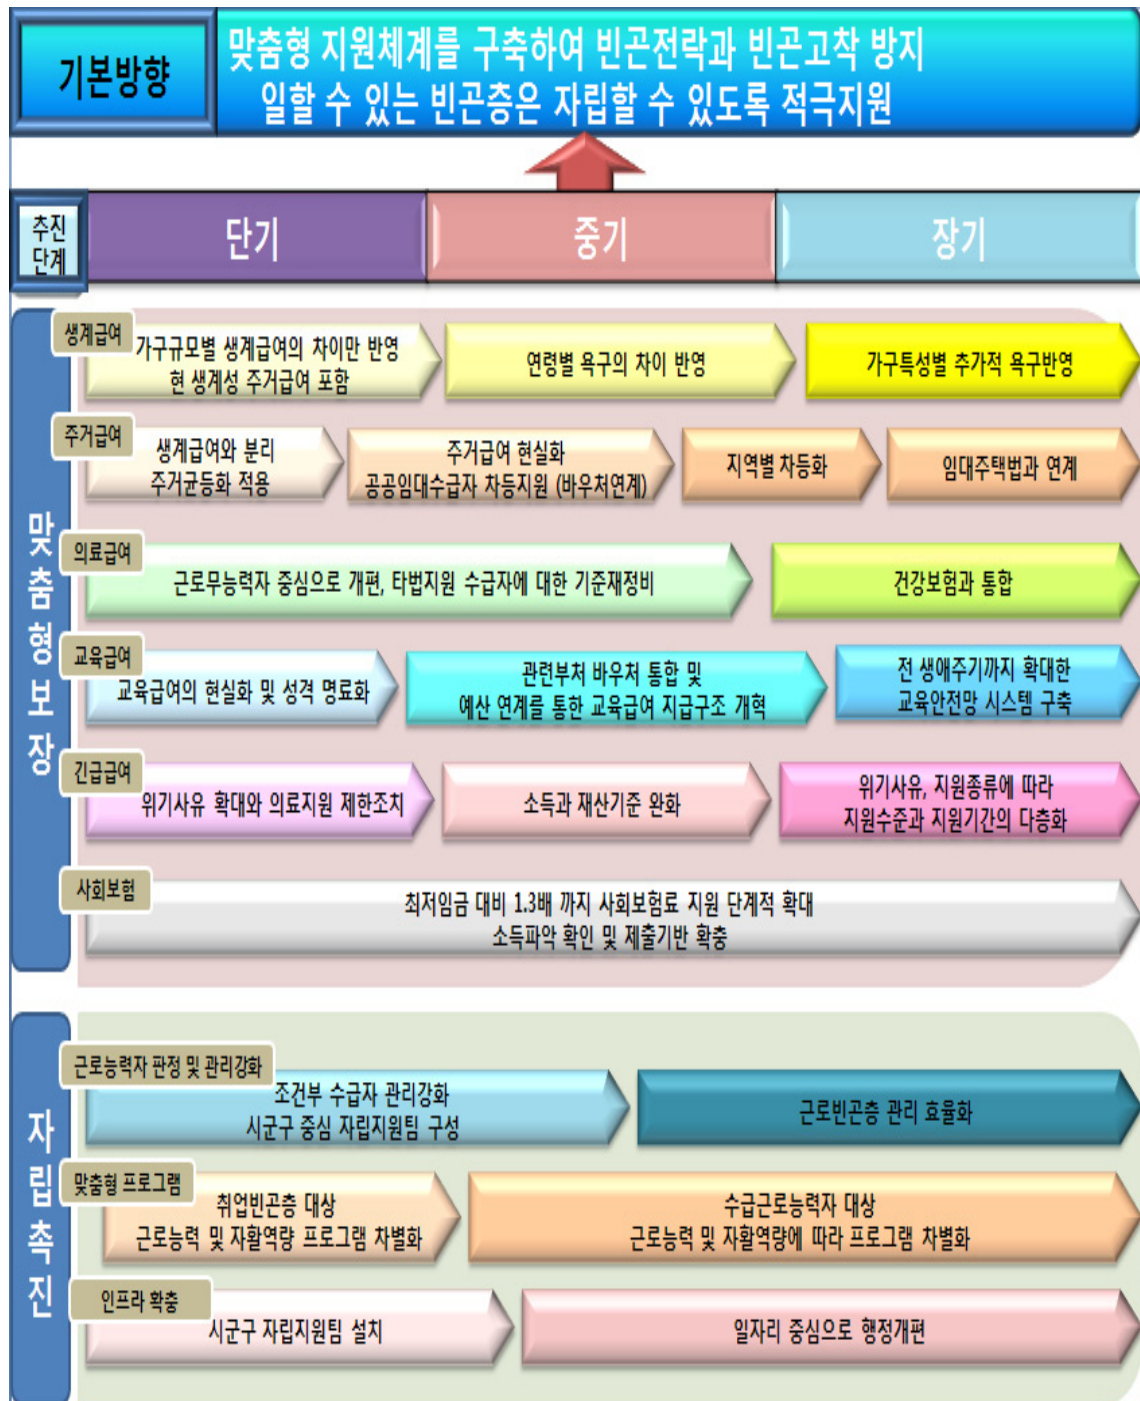 기본방향
맞춤형 지원체계를 구축하여 빈곤전락과 빈곤고착 방지
일할 수 있는 빈곤층은 자립할 수 있도록 적극지원
추진
단계
단기
중기
장기
맞춤형보장
생계급여
가구규모별 생계급여의 차이만 반영
현 생계성 주거급여 포함
연령별 욕구의 차이 반영
가구특성별 추가적 욕구반영
주거급여
생계급여와 분리
주거균등화 적용
주거급여 현실화
공공임대수급자 차등지원 (바우처연계)
지역별 차등화
임대주택법과 연계
의료급여
근로무능력자 중심으로 개편, 타법지원 수급자에 대한 기준재정비
건강보험과 통합
교육급여
교육급여의 현실화 및 성격 명료화
관련부처 바우처 통합 및
예산 연계를 통한 교육급여 지급구조 개혁
전 생애주기까지 확대한
교육안전망 시스템 구축
긴급급여
위기사유 확대와 의료지원 제한조치
소득과 재산기준 완화
위기사유, 지원종류에 따라
지원수준과 지원기간의 다층화
사회보험
최저임금 대비 1.3배 까지 사회보험료 지원 단계적 확대
소득파악 확인 및 제출기반 확충
자립촉진
근로능력자 판정 및 관리강화
조건부 수급자 관리강화
시군구 중심 자립지원팀 구성
근로빈곤층 관리 효율화
맞춤형 프로그램
취업빈곤층 대상
근로능력 및 자활역량 프로그램 차별화
수급근로능력자 대상
근로능력 및 자활역량에 따라 프로그램 차별화
인프라 확충
시군구 자립지원팀 설치
일자리 중심으로 행정개편